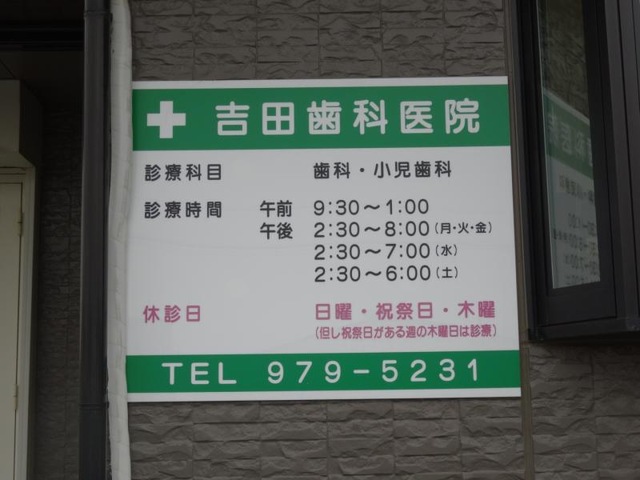 吉田歯科医院
診療科目 歯科・小児歯科
診療時間 午前 9:30～1:00
午後 2:30～8:00(月・火・金)
2:30～7:00(水)
2:30～6:00(土)
休診日 日曜・祝祭日・木曜
(但し祝祭日がある週の木曜日は診療)
TEL 979-5231